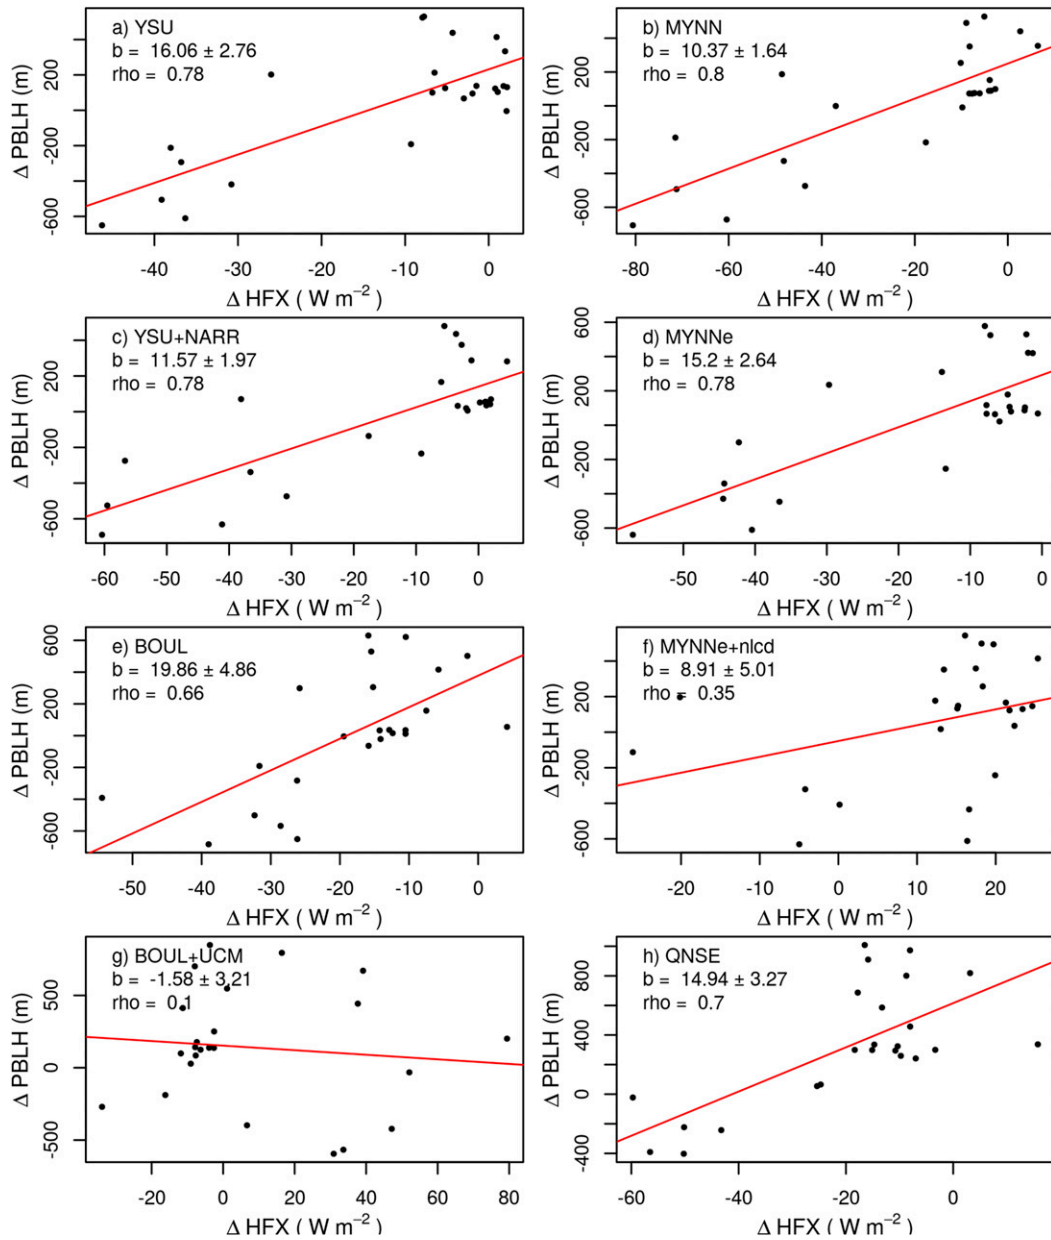 a) YSU
b = 16.06 ± 2.76
rho = 0.78
200
-200
-600
Δ PBLH (m)
-40 -30 -20 -10 0
Δ HFX ( W m⁻² )
b) MYNN
b = 10.37 ± 1.64
rho = 0.8
400
200
-200
-600
Δ PBLH (m)
-80 -60 -40 -20 0
Δ HFX ( W m⁻² )
c) YSU+NARR
b = 11.57 ± 1.97
rho = 0.78
200
-200
-600
Δ PBLH (m)
-60 -50 -40 -30 -20 -10 0
Δ HFX ( W m⁻² )
d) MYNNe
b = 15.2 ± 2.64
rho = 0.78
600
200
-200
-600
Δ PBLH (m)
-50 -40 -30 -20 -10 0
Δ HFX ( W m⁻² )
e) BOUL
b = 19.86 ± 4.86
rho = 0.66
600
200
-200
-600
Δ PBLH (m)
-50 -40 -30 -20 -10 0
Δ HFX ( W m⁻² )
f) MYNNe+nlcd
b = 8.91 ± 5.01
rho = 0.35
200
-200
-600
Δ PBLH (m)
-20 -10 0 10 20
Δ HFX ( W m⁻² )
g) BOUL+UCM
b = -1.58 ± 3.21
rho = 0.1
500
0
-500
Δ PBLH (m)
-20 0 20 40 60 80
Δ HFX ( W m⁻² )
h) QNSE
b = 14.94 ± 3.27
rho = 0.7
800
400
0
-400
Δ PBLH (m)
-60 -40 -20 0
Δ HFX ( W m⁻² )